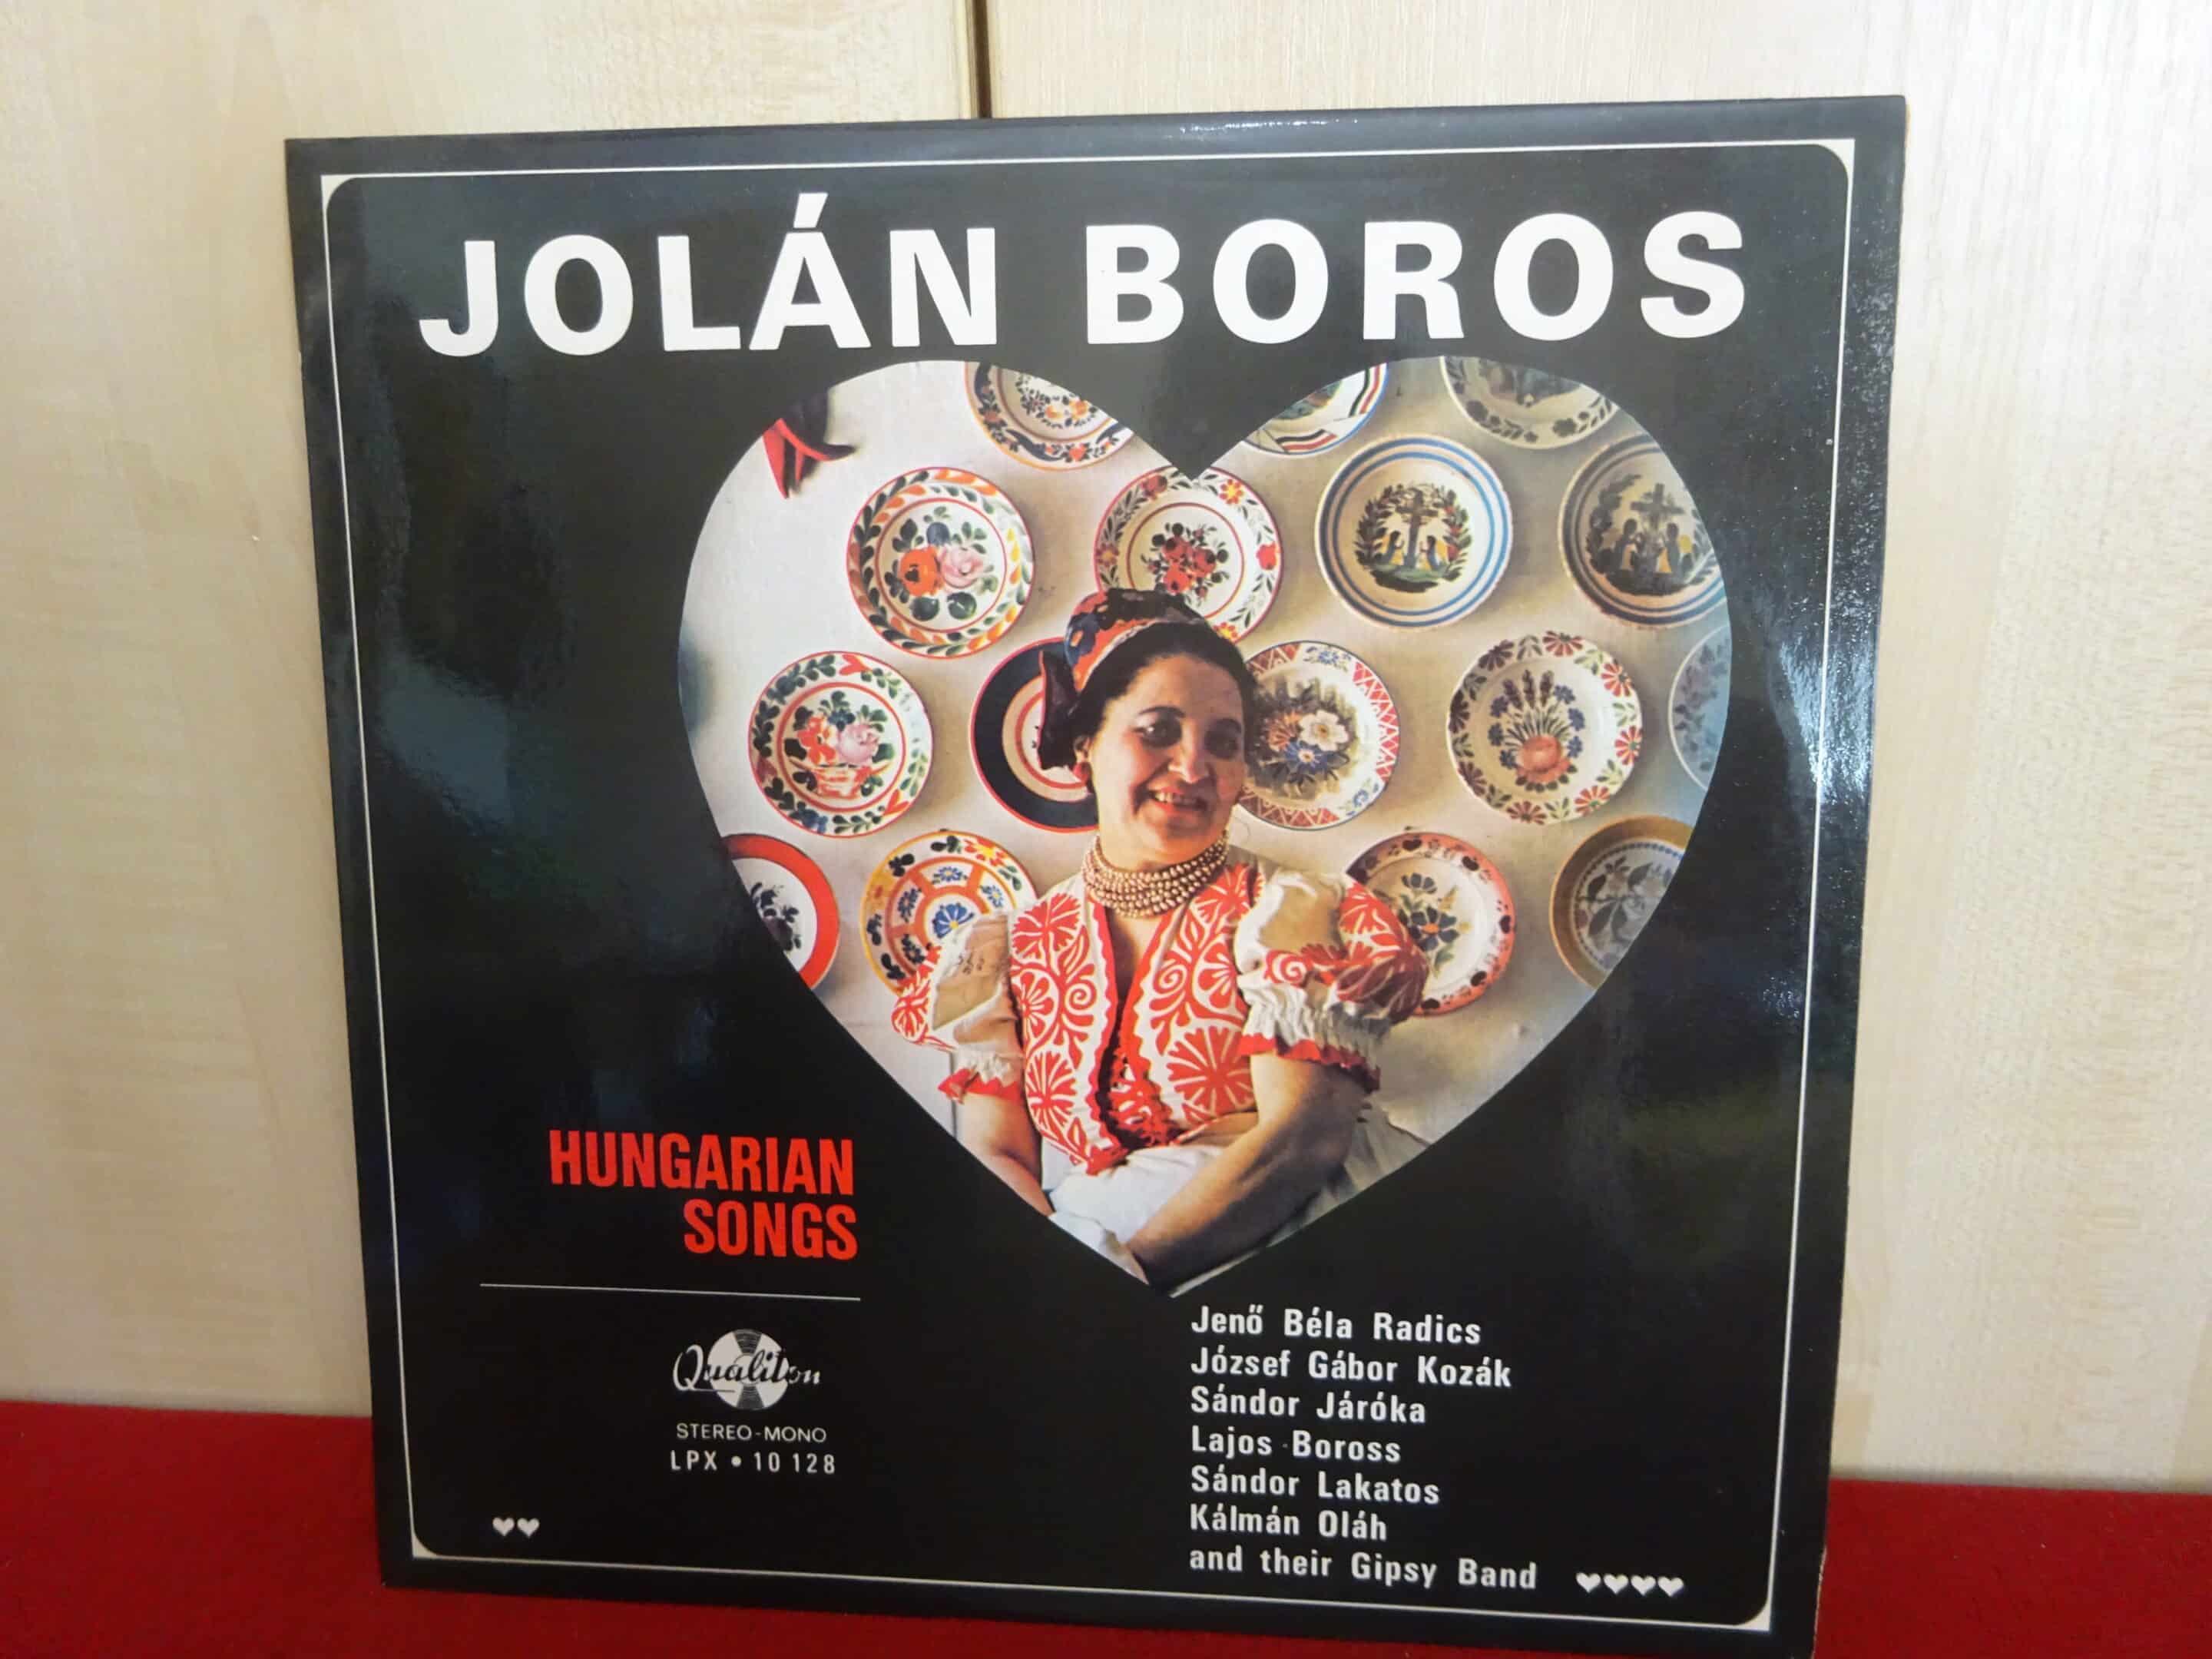 JOLÁN BOROS
HUNGARIAN
SONGS
Qualiton
STEREO-MONO
LPX • 10 128
Jenő Béla Radics
József Gábor Kozák
Sándor Járóka
Lajos Boross
Sándor Lakatos
Kálmán Oláh
and their Gipsy Band